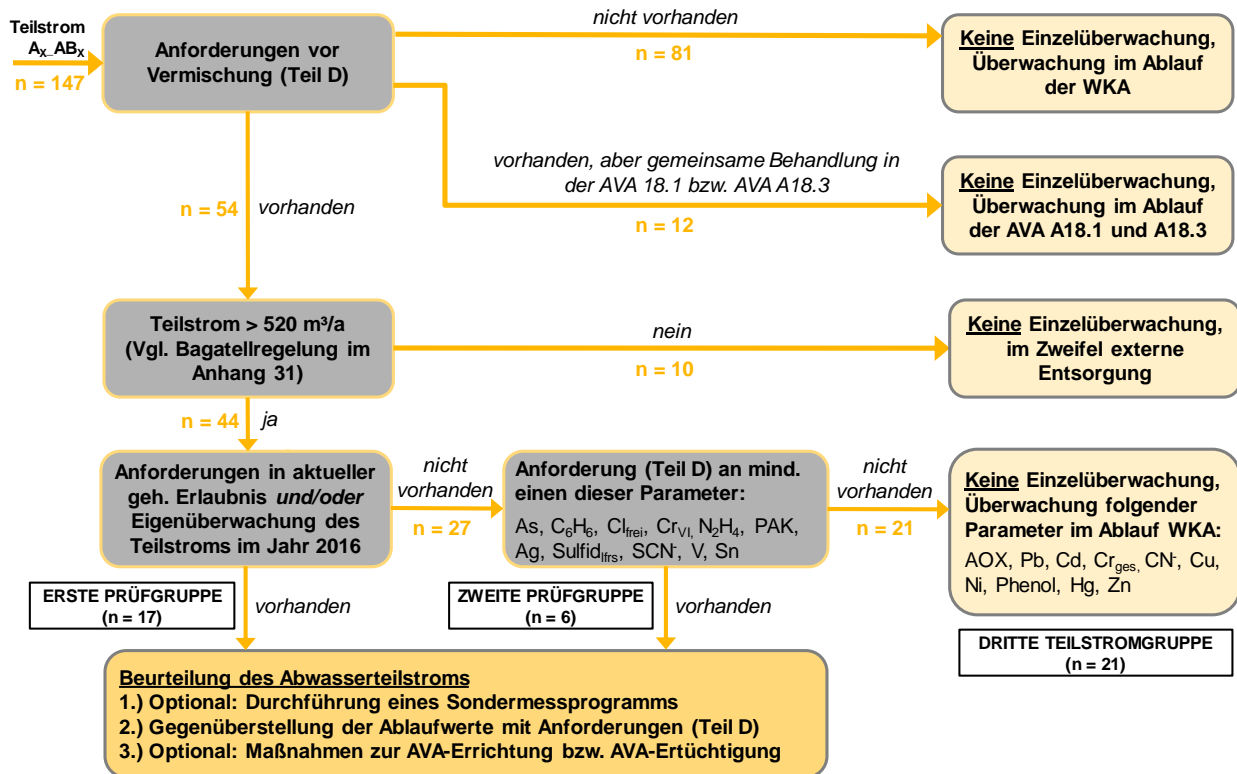 Teilstrom
Aₓ_ABₓ
n = 147
Anforderungen vor
Vermischung (Teil D)
nicht vorhanden
n = 81
Keine Einzelüberwachung,
Überwachung im Ablauf
der WKA
vorhanden, aber gemeinsame Behandlung in
der AVA 18.1 bzw. AVA A18.3
n = 12
Keine Einzelüberwachung,
Überwachung im Ablauf
der AVA A18.1 und A18.3
n = 54
vorhanden
Teilstrom > 520 m³/a
(Vgl. Bagatellregelung im
Anhang 31)
nein
n = 10
Keine Einzelüberwachung,
im Zweifel externe
Entsorgung
n = 44
ja
Anforderungen in aktueller
geh. Erlaubnis und/oder
Eigenüberwachung des
Teilstroms im Jahr 2016
nicht
vorhanden
n = 27
Anforderung (Teil D) an mind.
einen dieser Parameter:
As, C₆H₆, Cl_frei, Cr_VI, N₂H₄, PAK,
Ag, Sulfid_lfrs, SCN⁻, V, Sn
nicht
vorhanden
n = 21
Keine Einzelüberwachung,
Überwachung folgender
Parameter im Ablauf WKA:
AOX, Pb, Cd, Cr_ges, CN⁻, Cu,
Ni, Phenol, Hg, Zn
ERSTE PRÜFGRUPPE
(n = 17)
vorhanden
ZWEITE PRÜFGRUPPE
(n = 6)
vorhanden
DRITTE TEILSTROMGRUPPE
(n = 21)
Beurteilung des Abwasserteilstroms
1.) Optional: Durchführung eines Sondermessprogramms
2.) Gegenüberstellung der Ablaufwerte mit Anforderungen (Teil D)
3.) Optional: Maßnahmen zur AVA-Errichtung bzw. AVA-Ertüchtigung